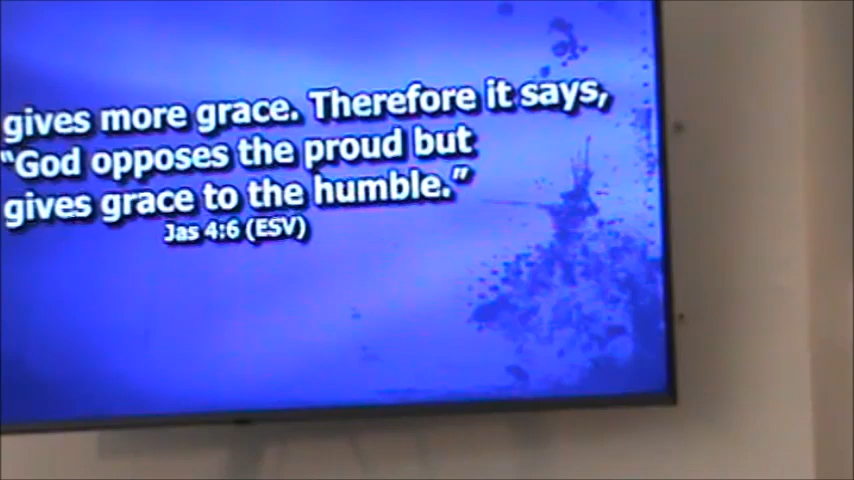 gives more grace. Therefore it says,
“God opposes the proud but
gives grace to the humble.”
Jas 4:6 (ESV)